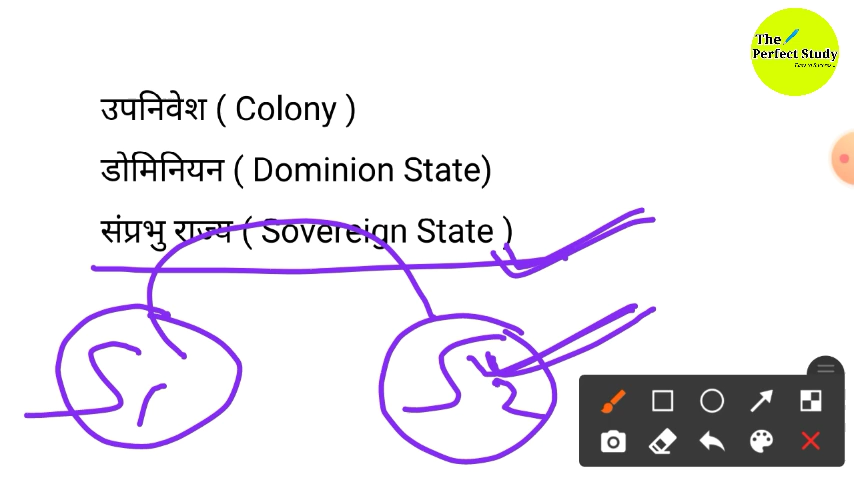 The
Perfect Study
उपनिवेश ( Colony )
डोमिनियन ( Dominion State)
संप्रभु राज्य ( Sovereign State )